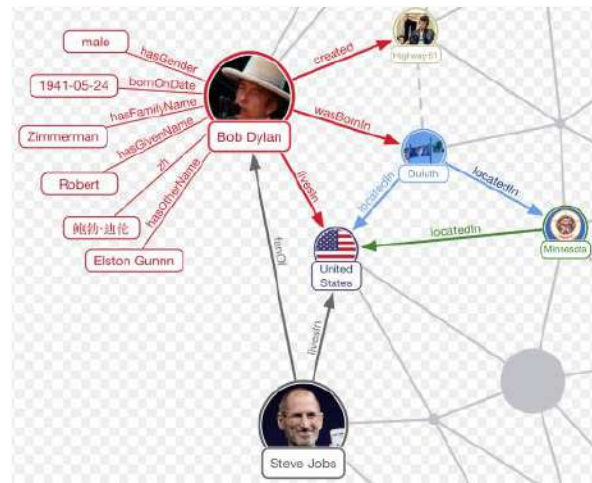 male
hasGender
1941-05-24
bornOnDate
Zimmerman
hasFamilyName
Robert
hasGivenName
鲍勃·迪伦
zh
Elston Gunnn
hasOtherName
Bob Dylan
created
Highway 61
wasBornIn
Duluth
livesIn
locatedIn
locatedIn
United
States
locatedIn
Minnesota
fanOf
livesIn
Steve Jobs